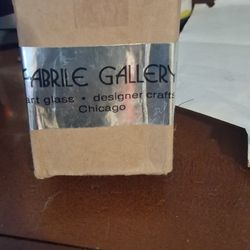 FABRILE GALLERY
art glass • designer crafts
Chicago